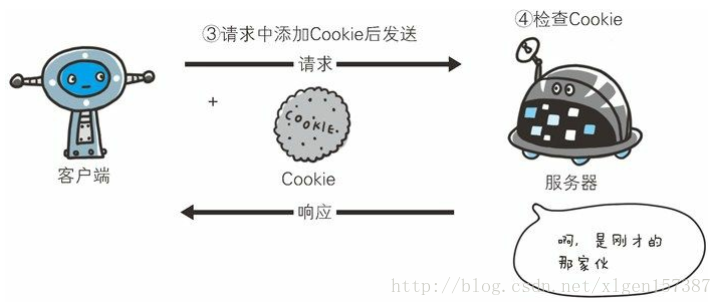 ③请求中添加Cookie后发送
④检查Cookie
请求
+
COOKIE
Cookie
客户端
服务器
响应
啊，是刚才的
那家伙
http://blog.csdn.net/xlgen157387